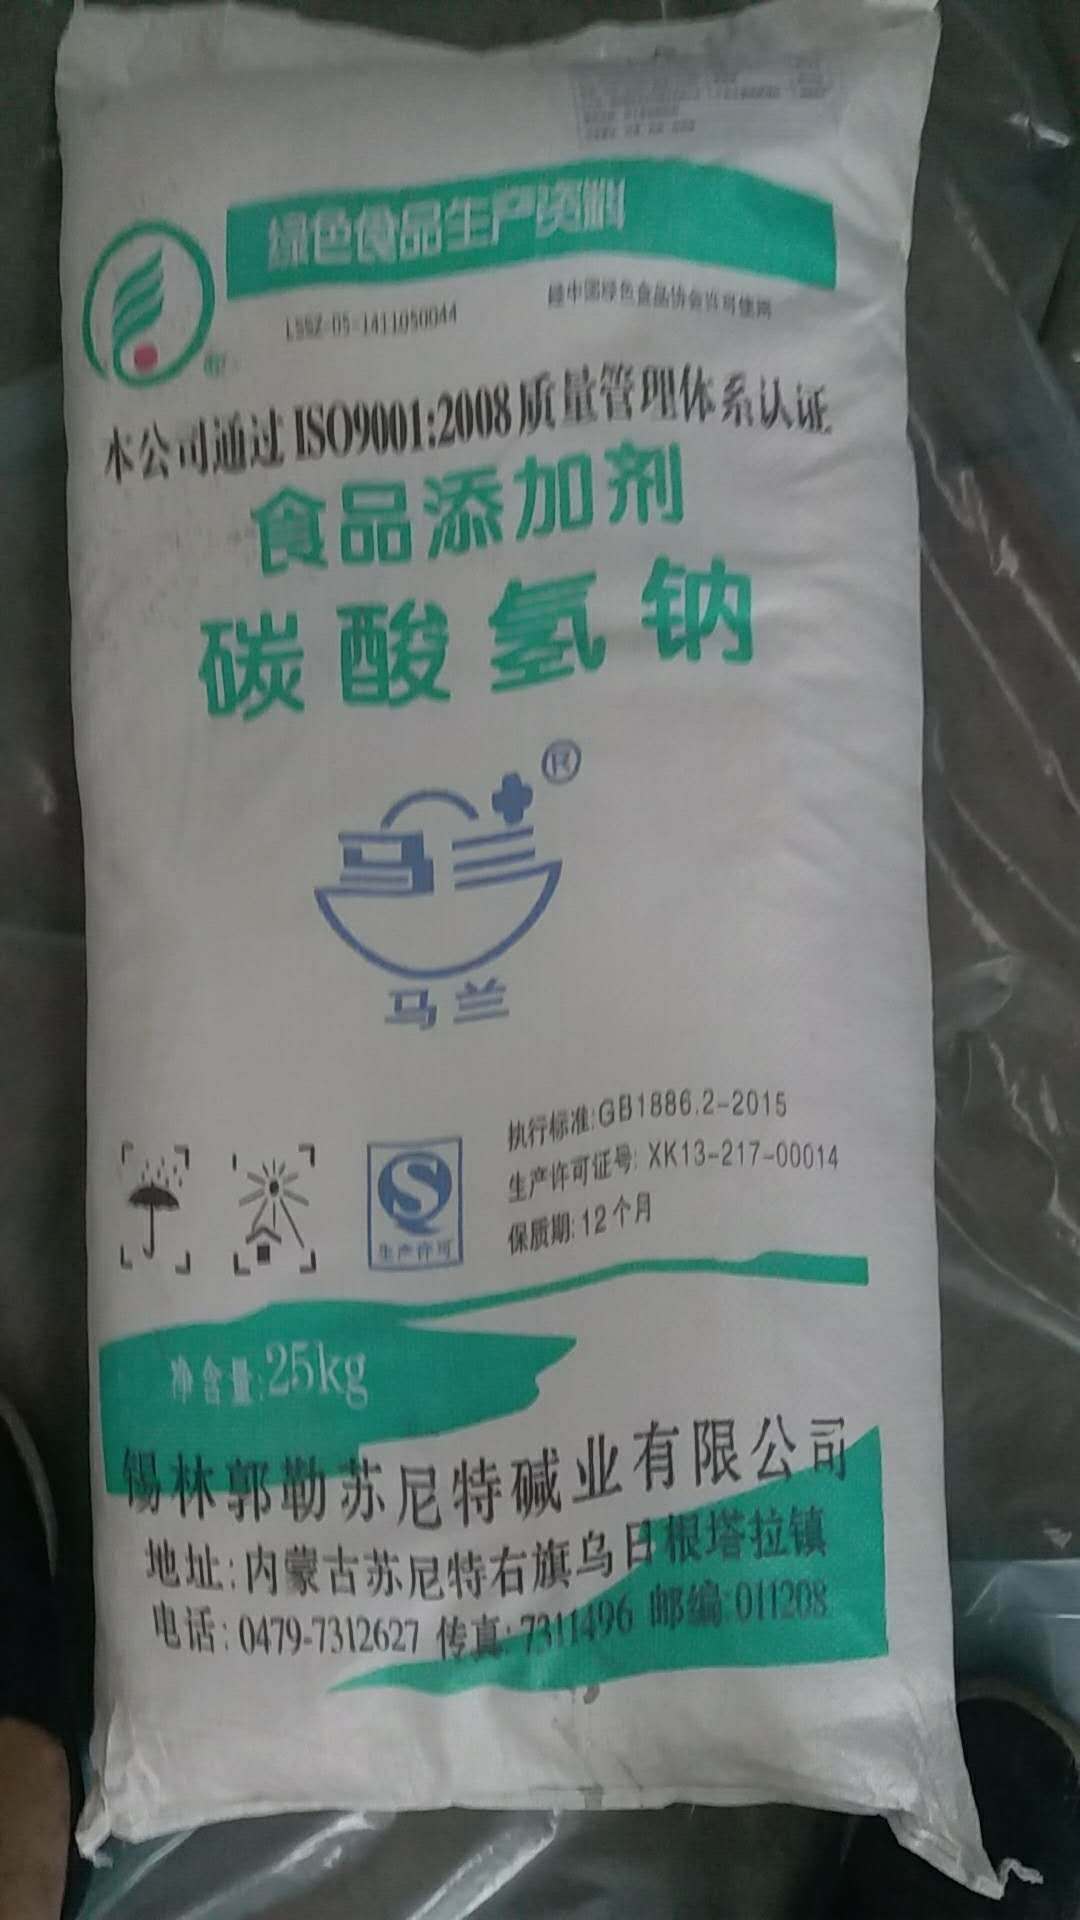 绿色食品生产资料
LSSZ-05-1411050044
经中国绿色食品协会许可使用
本公司通过ISO9001:2008质量管理体系认证
食品添加剂
碳酸氢钠
®
马兰
马兰
执行标准:GB1886.2-2015
生产许可证号: XK13-217-00014
保质期:12个月
生产许可
净含量:25kg
锡林郭勒苏尼特碱业有限公司
地址:内蒙古苏尼特右旗乌日根塔拉镇
电话:0479-7312627 传真:7311496 邮编:011208